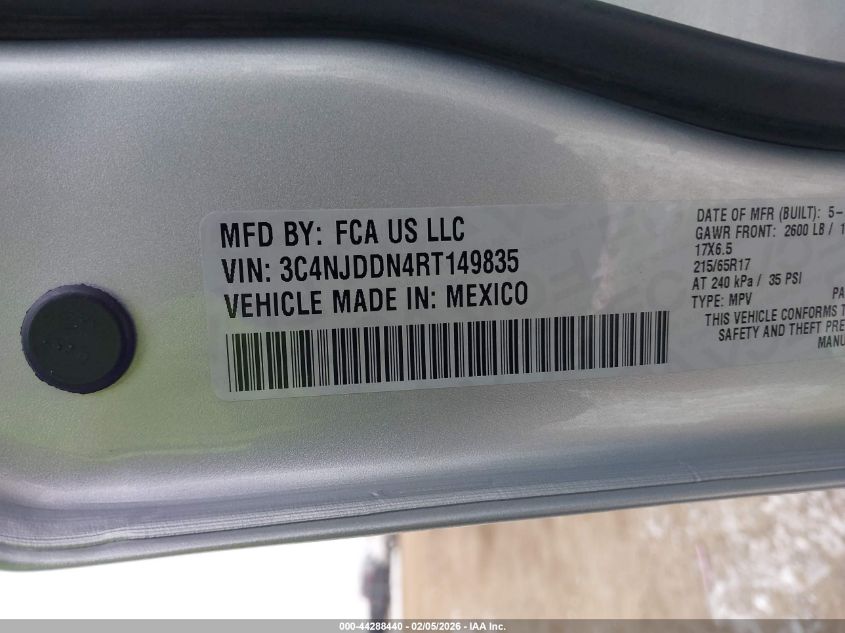 MFD BY: FCA US LLC
VIN: 3C4NJDDN4RT149835
VEHICLE MADE IN: MEXICO
DATE OF MFR (BUILT): 5-
GAWR FRONT: 2600 LB / 1
17X6.5
215/65R17
AT 240 kPa / 35 PSI
TYPE: MPV PA
THIS VEHICLE CONFORMS T
SAFETY AND THEFT PRE
MANU
000-44288440 - 02/05/2026 - IAA Inc.